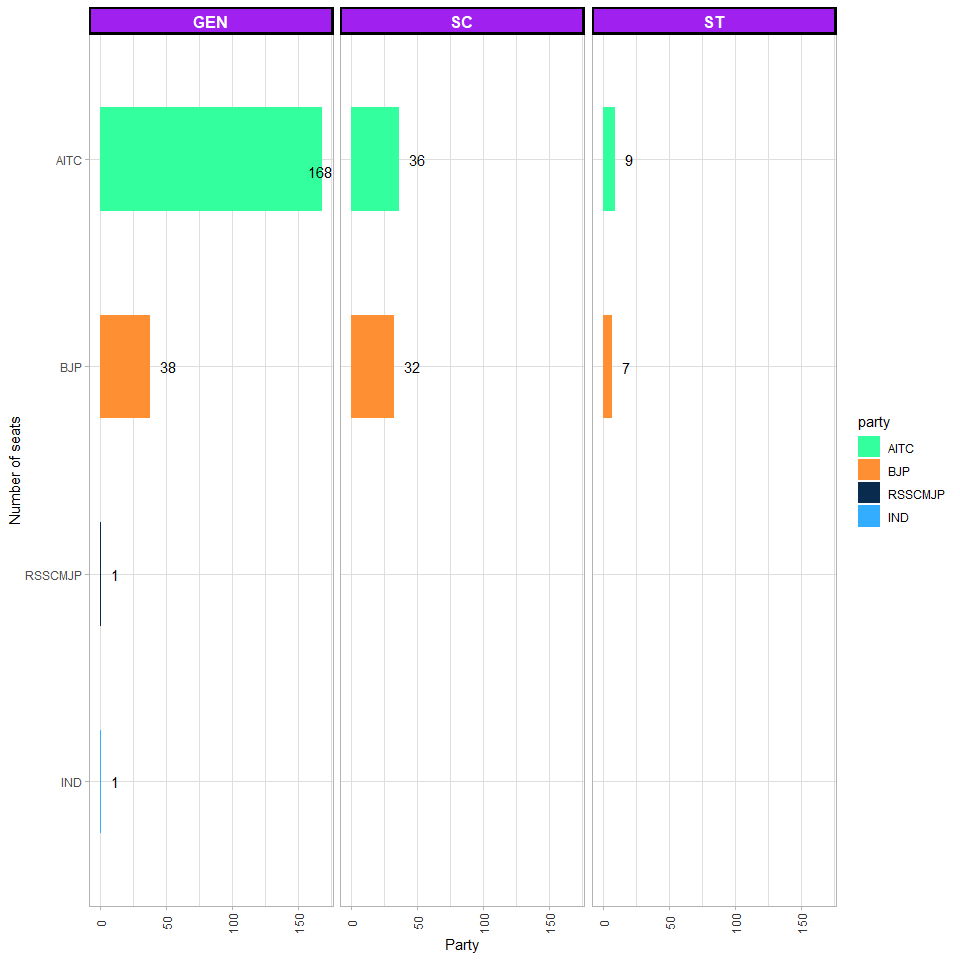 GEN SC ST
AITC 168 36 9
BJP 38 32 7
RSSCMJP 1
IND 1
0 50 100 150 0 50 100 150 0 50 100 150
Party
Number of seats
party
AITC
BJP
RSSCMJP
IND